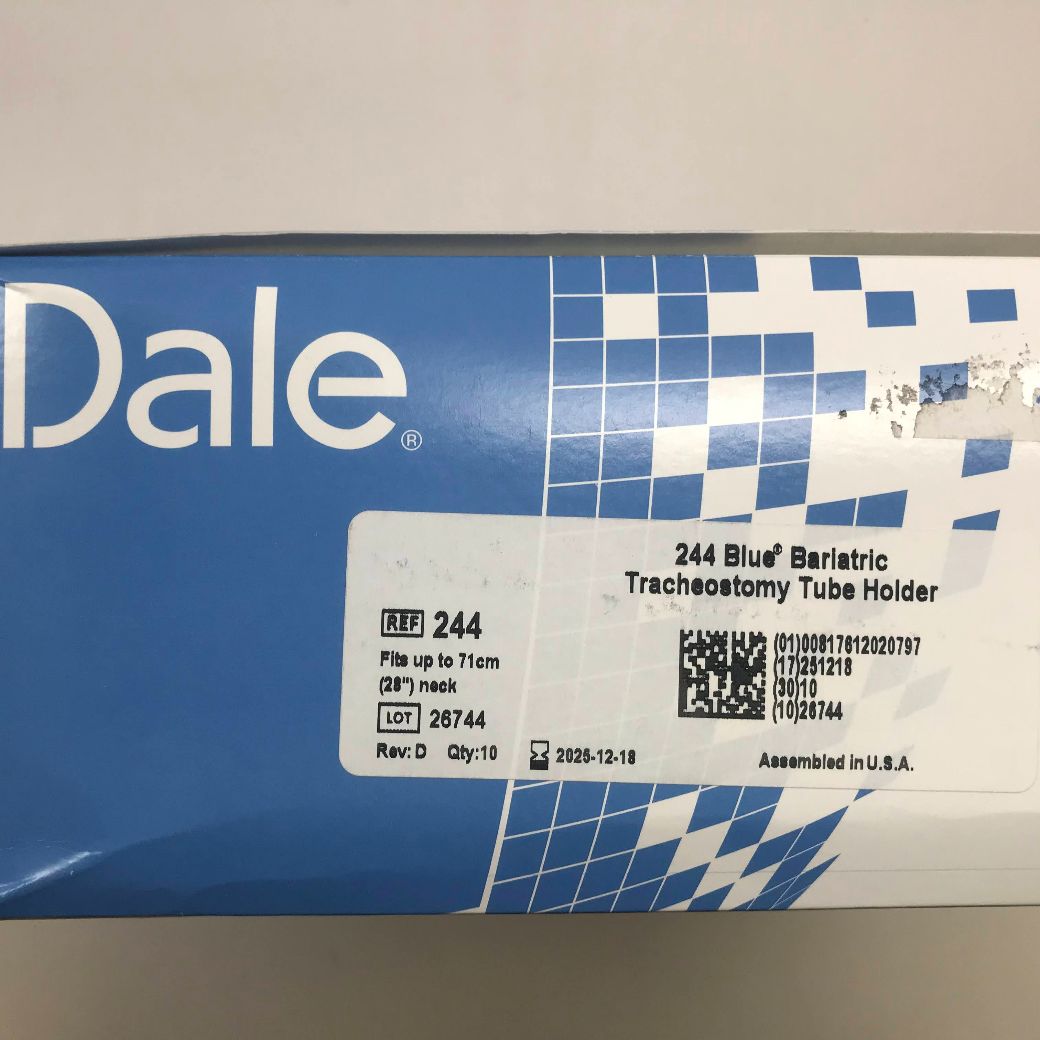 Dale®
244 Blue® Bariatric
Tracheostomy Tube Holder
REF 244
Fits up to 71cm
(28") neck
LOT 26744
Rev: D Qty:10
2025-12-18
(01)00817612020797
(17)251218
(30)10
(10)26744
Assembled in U.S.A.